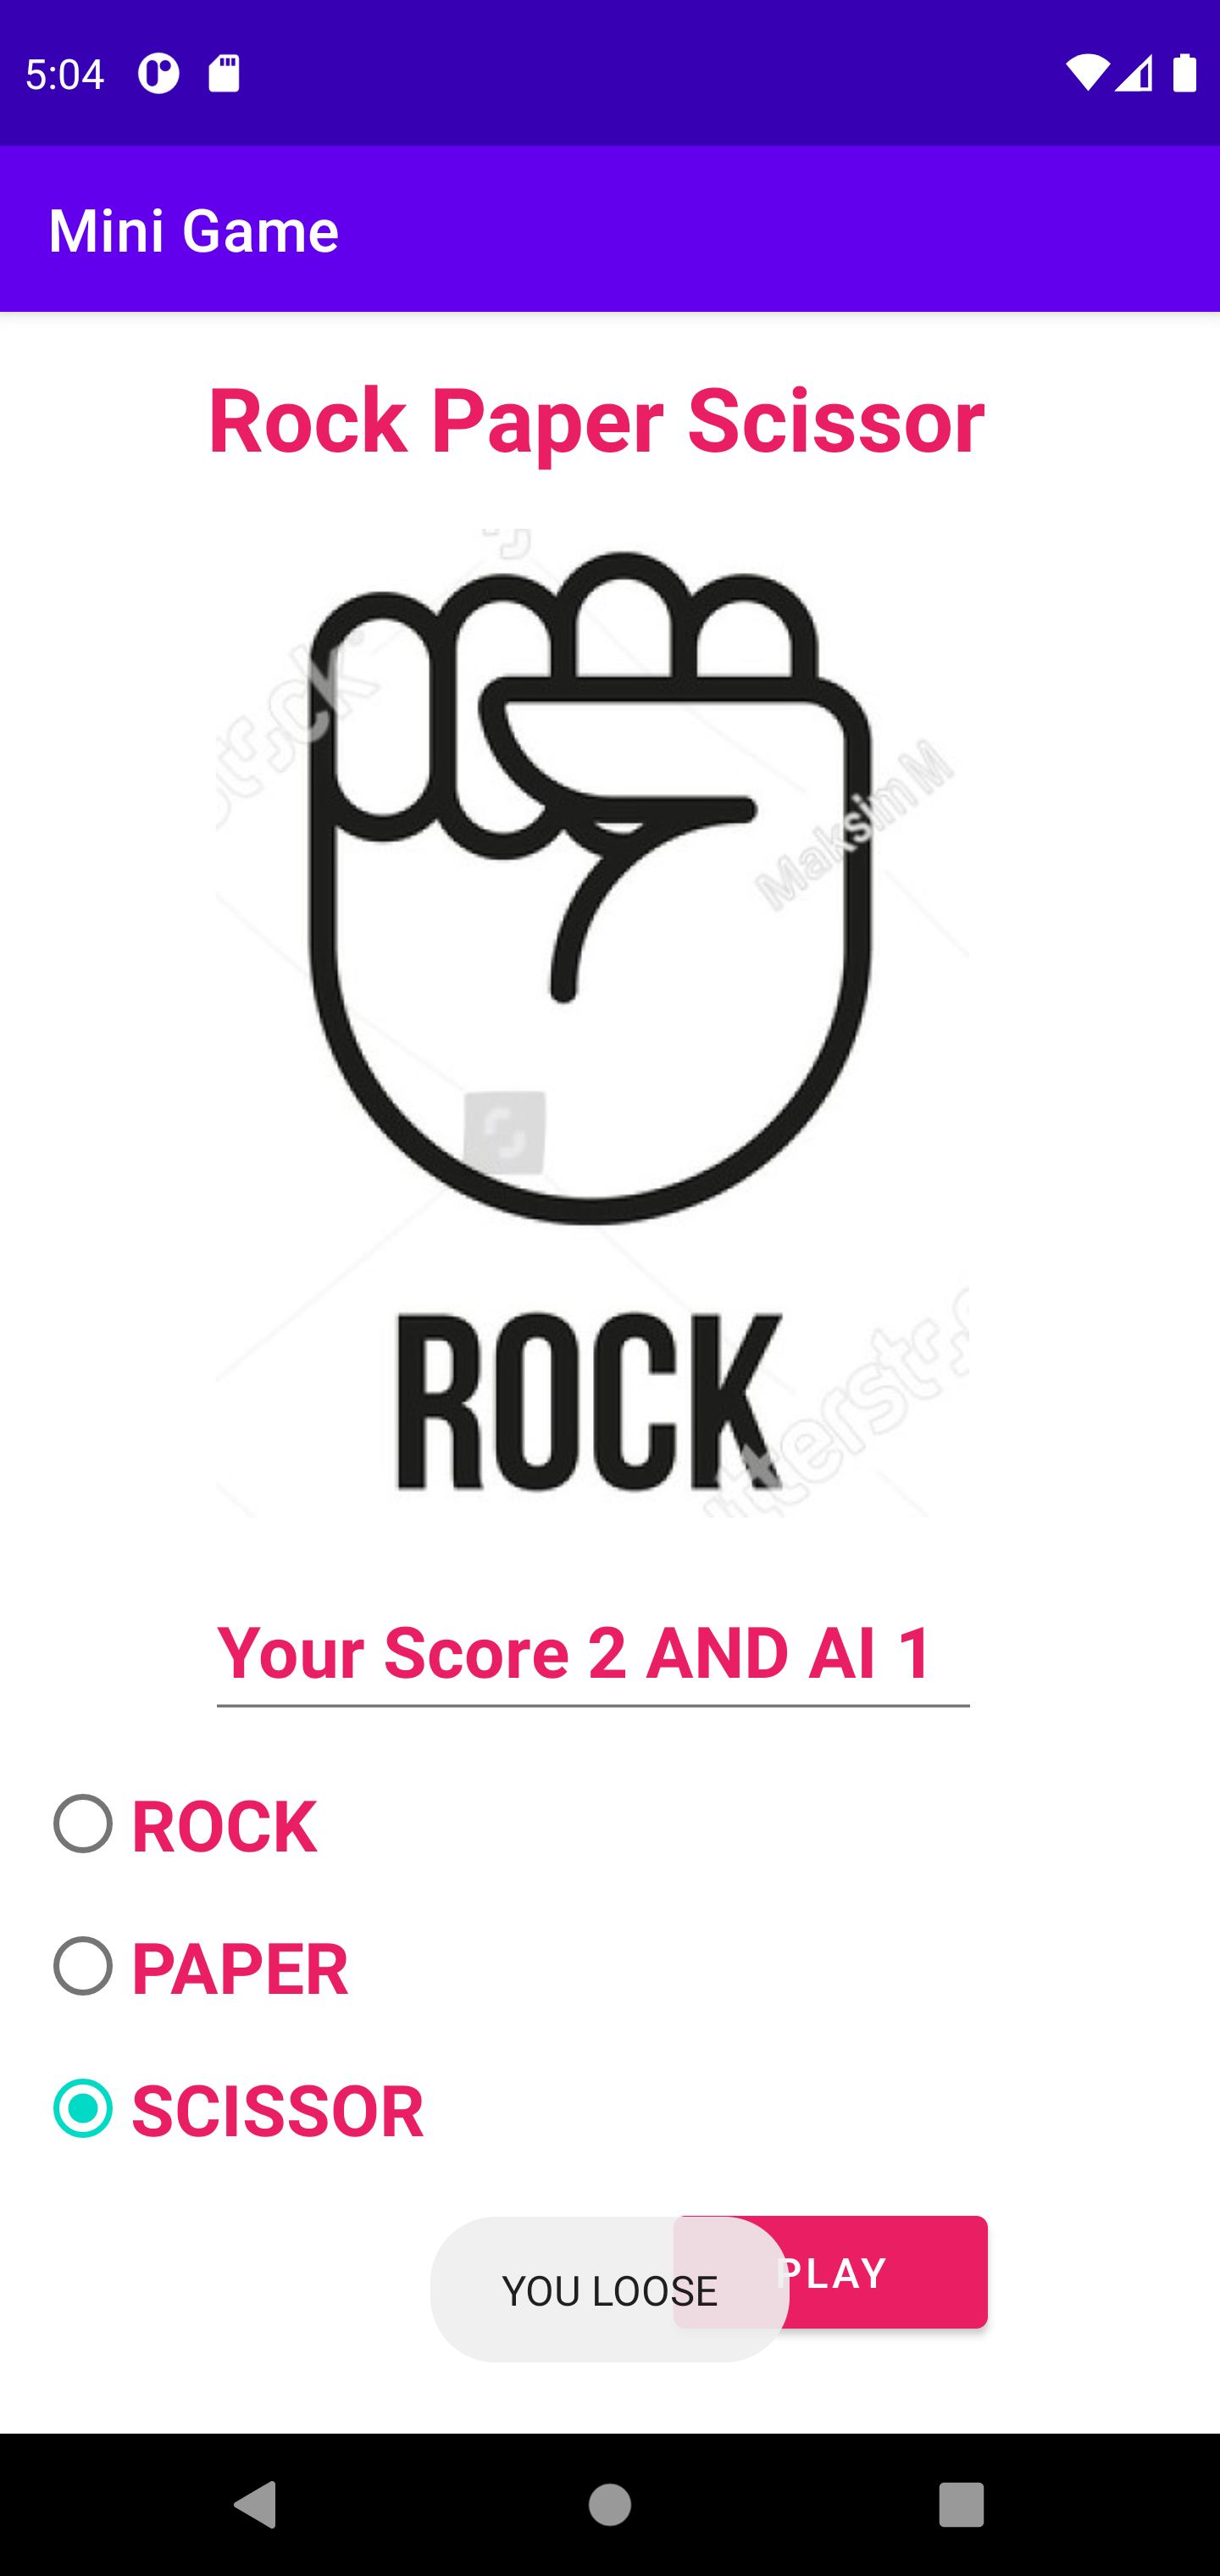 5:04
Mini Game
Rock Paper Scissor
Maksim M
ROCK
Your Score 2 AND AI 1
ROCK
PAPER
SCISSOR
YOU LOOSE
PLAY